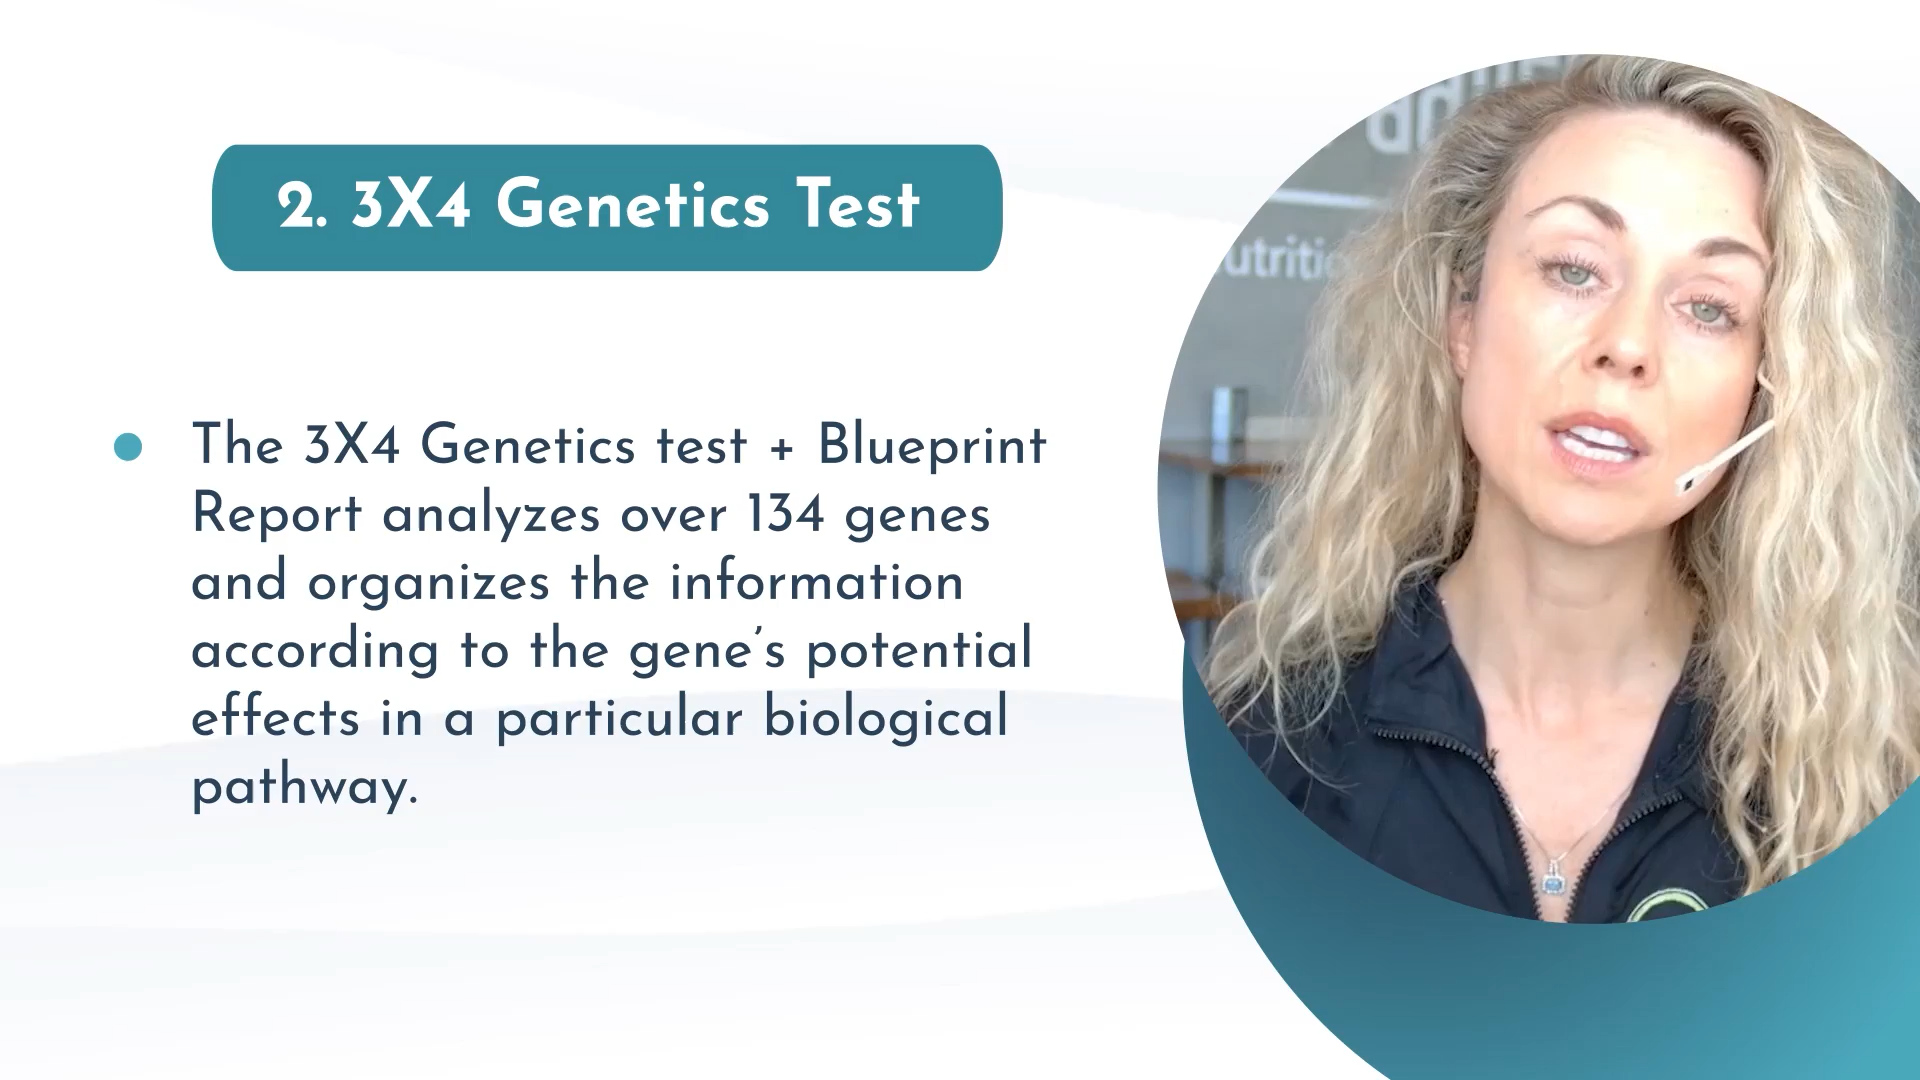 2. 3X4 Genetics Test
The 3X4 Genetics test + Blueprint
Report analyzes over 134 genes
and organizes the information
according to the gene’s potential
effects in a particular biological
pathway.